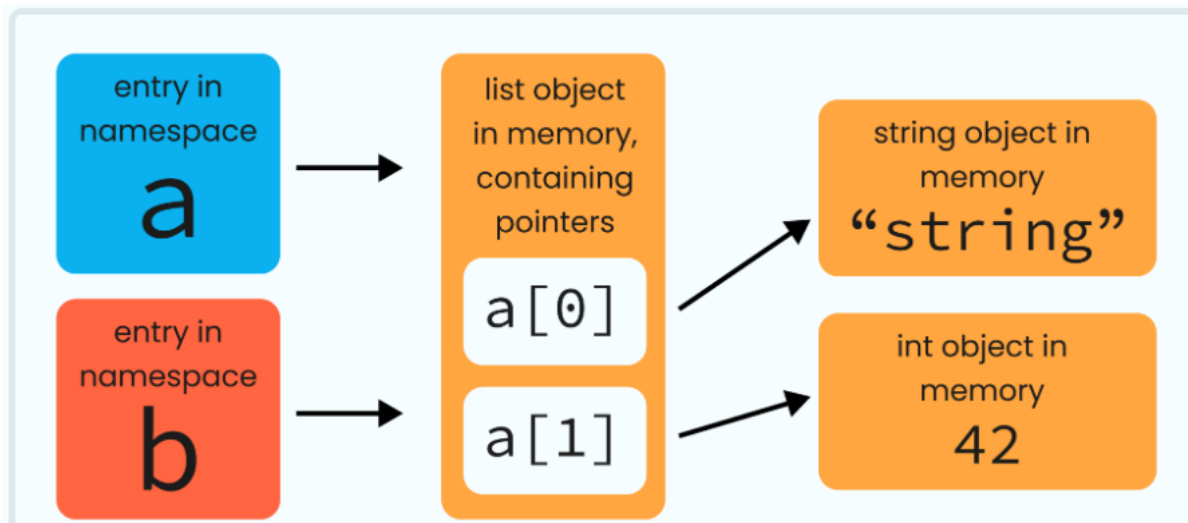 entry in
namespace
a
entry in
namespace
b
list object
in memory,
containing
pointers
a[0]
a[1]
string object in
memory
“string”
int object in
memory
42